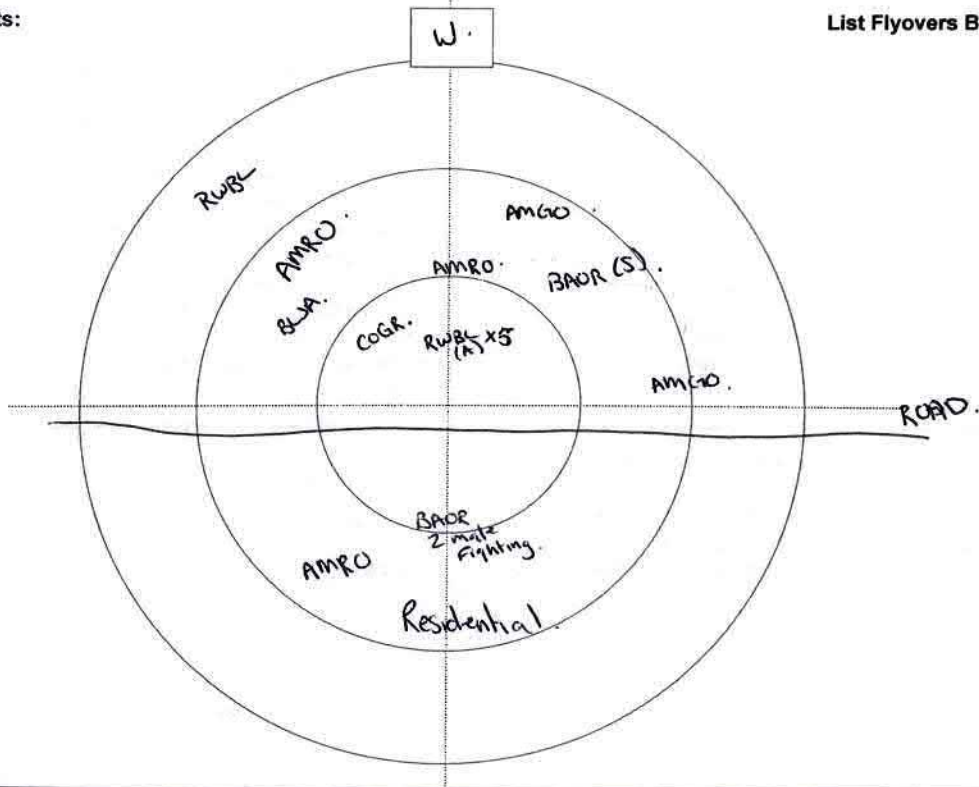 ts:
List Flyovers B
W.
RWBL
AMRO.
AMGO.
AMRO.
BAOR (S).
BLJA.
COGR.
RWBL x5
(A)
AMGO.
ROAD.
BAOR
2 male
Fighting.
AMRO
Residential.